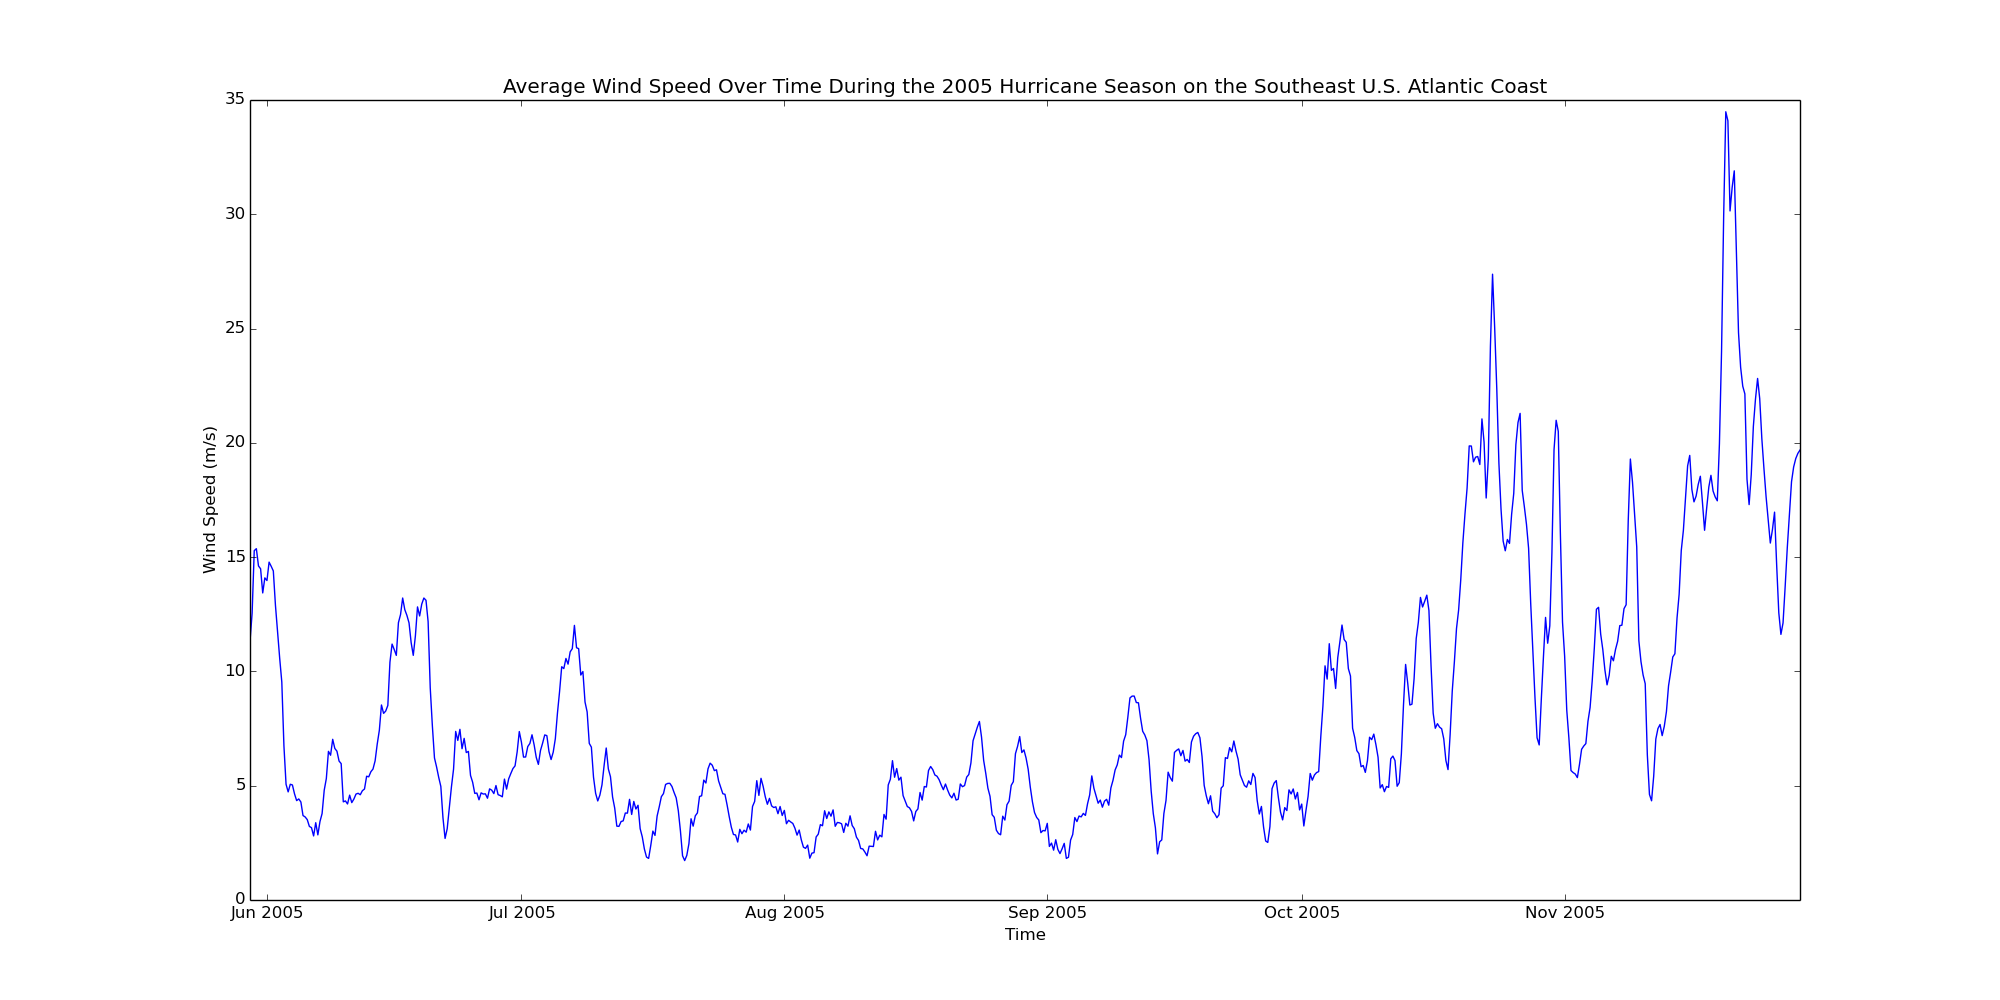 Average Wind Speed Over Time During the 2005 Hurricane Season on the Southeast U.S. Atlantic Coast
35
30
25
20
15
10
5
0
Wind Speed (m/s)
Jun 2005 Jul 2005 Aug 2005 Sep 2005 Oct 2005 Nov 2005
Time